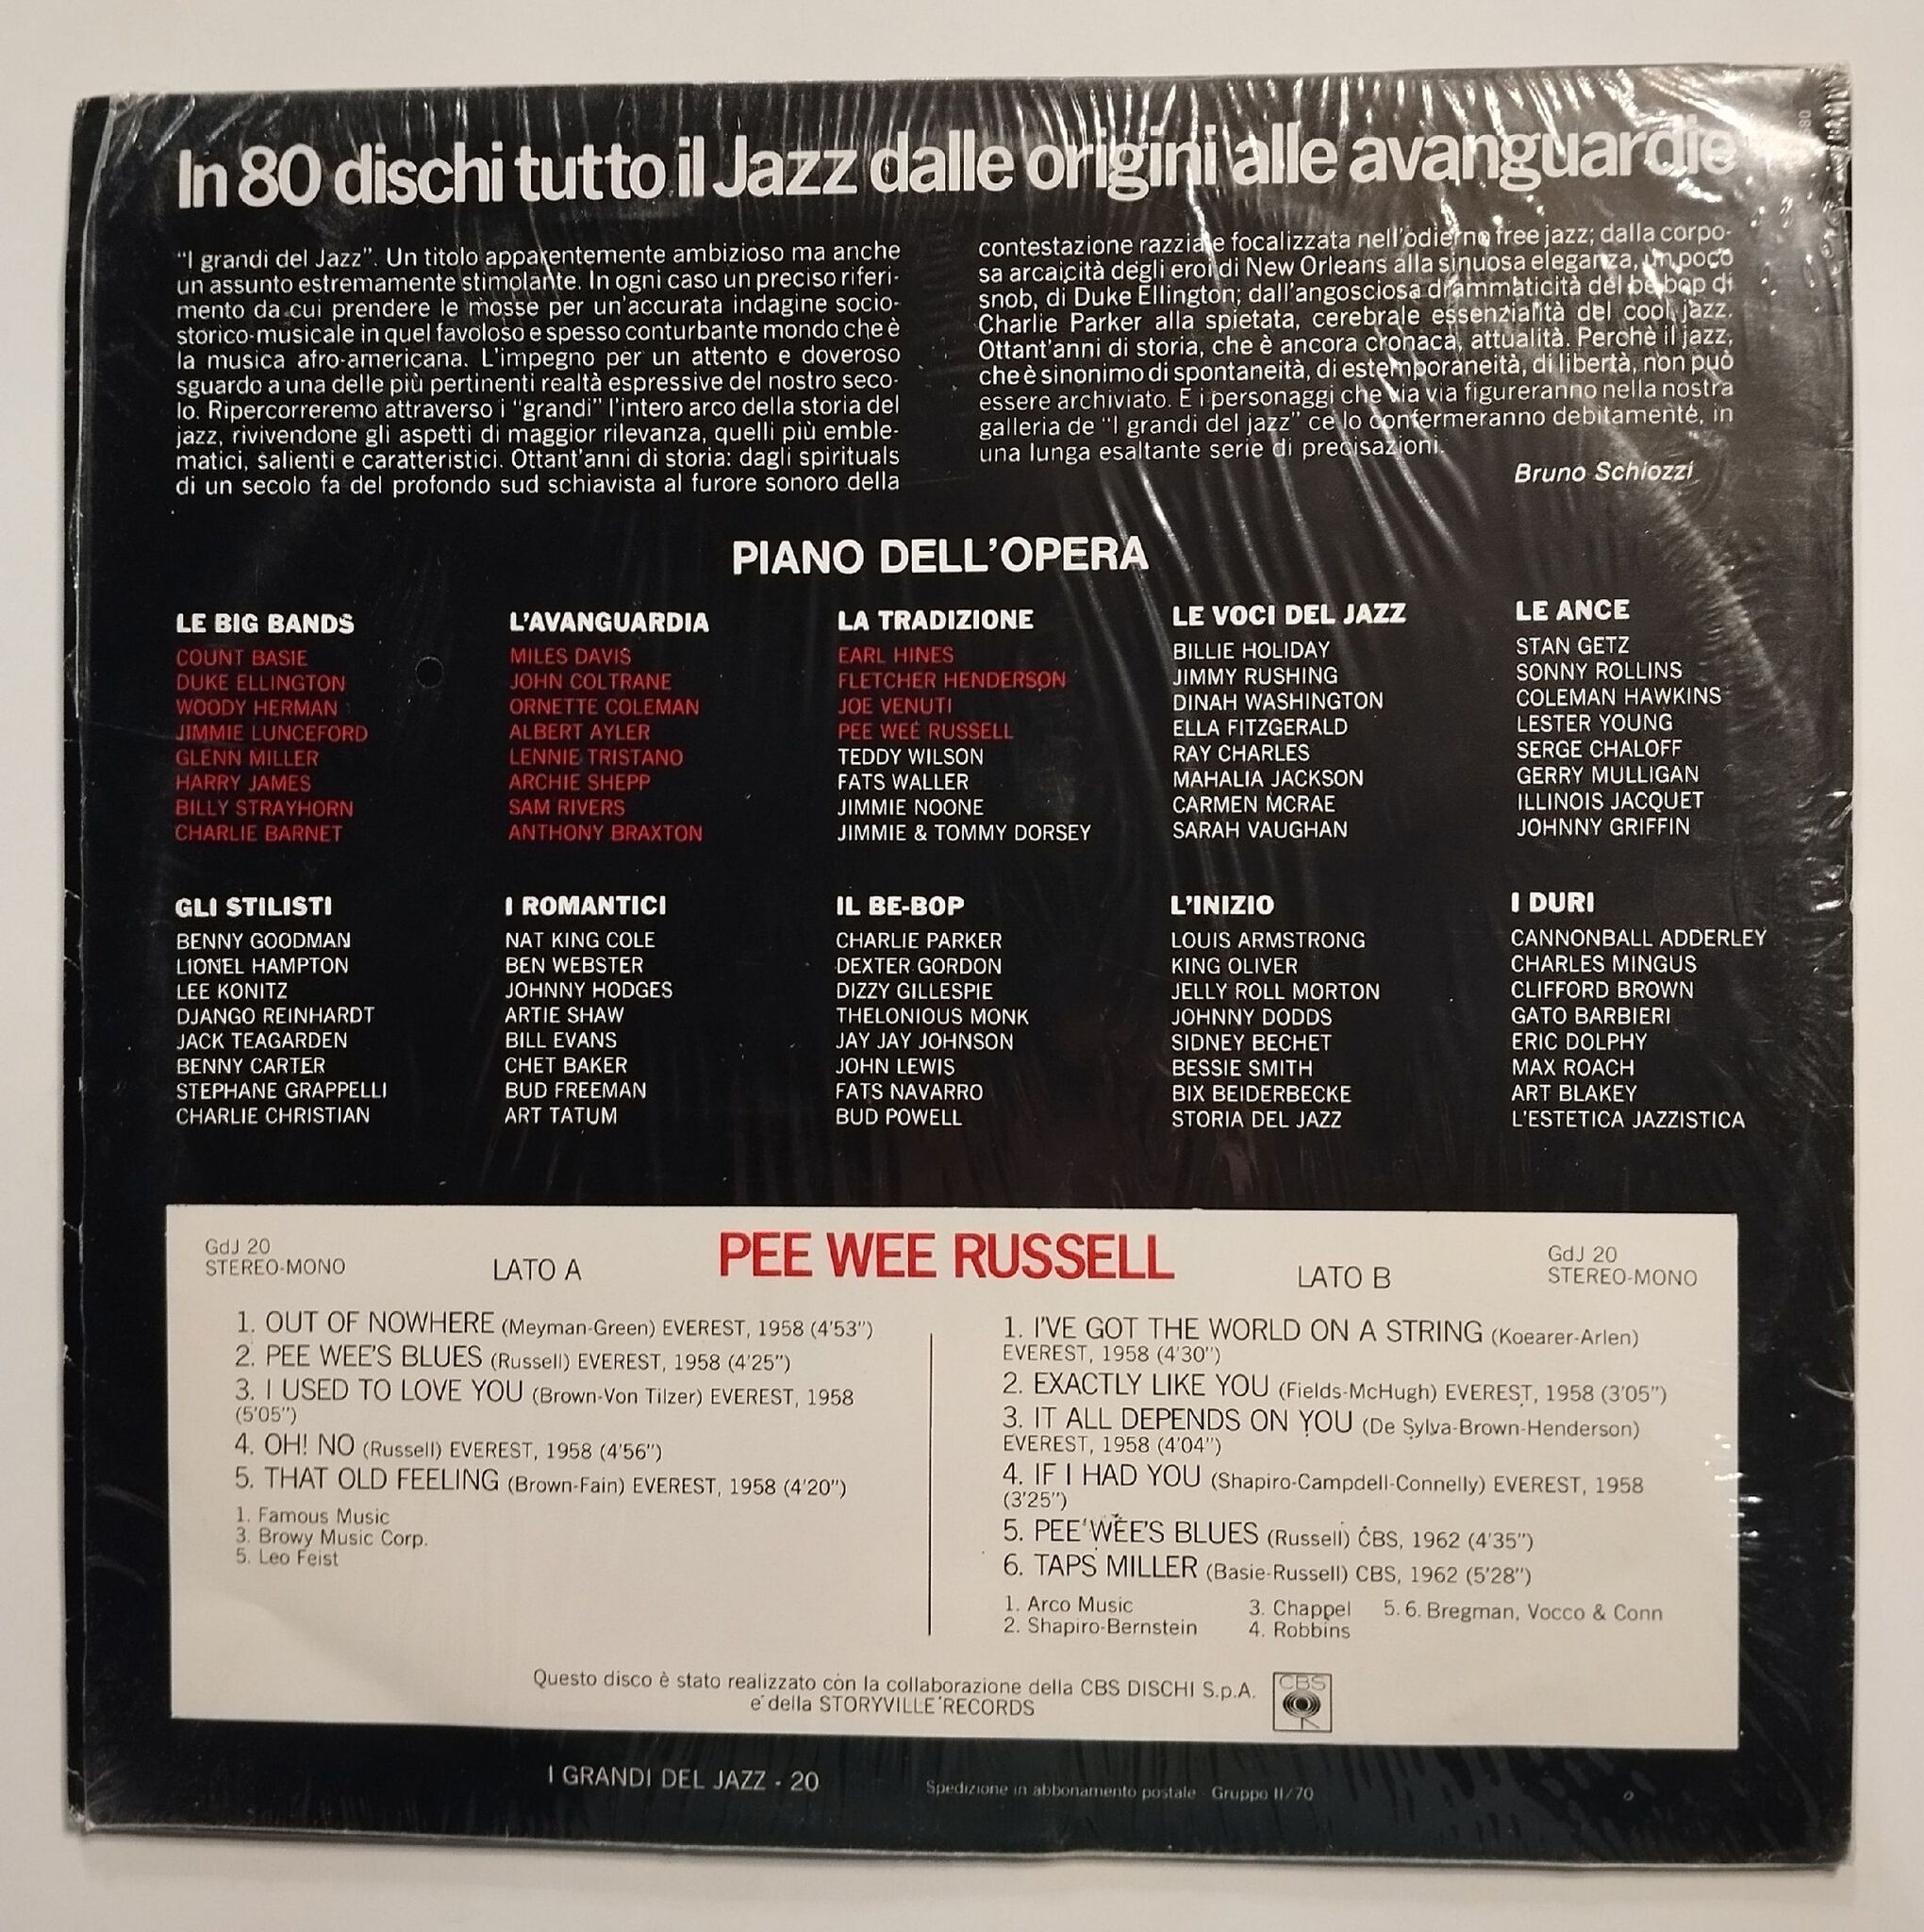 In 80 dischi tutto il Jazz dalle origini alle avanguardie
“I grandi del Jazz”. Un titolo apparentemente ambizioso ma anche
un assunto estremamente stimolante. In ogni caso un preciso riferi-
mento da cui prendere le mosse per un'accurata indagine socio-
storico-musicale in quel favoloso e spesso conturbante mondo che è
la musica afro-americana. L'impegno per un attento e doveroso
sguardo a una delle più pertinenti realtà espressive del nostro seco-
lo. Ripercorreremo attraverso i “grandi” l'intero arco della storia del
jazz, rivivendone gli aspetti di maggior rilevanza, quelli più emble-
matici, salienti e caratteristici. Ottant'anni di storia: dagli spirituals
di un secolo fa del profondo sud schiavista al furore sonoro della
contestazione razziale focalizzata nell'odierno free jazz; dalla corpo-
sa arcaicità degli eroi di New Orleans alla sinuosa eleganza, un poco
snob, di Duke Ellington; dall'angosciosa drammaticità del be-bop di
Charlie Parker alla spietata, cerebrale essenzialità del cool jazz.
Ottant'anni di storia, che è ancora cronaca, attualità. Perchè il jazz,
che è sinonimo di spontaneità, di estemporaneità, di libertà, non può
essere archiviato. E i personaggi che via via figureranno nella nostra
galleria de “I grandi del jazz” ce lo confermeranno debitamente, in
una lunga esaltante serie di precisazioni.
Bruno Schiozzi
PIANO DELL'OPERA
LE BIG BANDS
COUNT BASIE
DUKE ELLINGTON
WOODY HERMAN
JIMMIE LUNCEFORD
GLENN MILLER
HARRY JAMES
BILLY STRAYHORN
CHARLIE BARNET
L'AVANGUARDIA
MILES DAVIS
JOHN COLTRANE
ORNETTE COLEMAN
ALBERT AYLER
LENNIE TRISTANO
ARCHIE SHEPP
SAM RIVERS
ANTHONY BRAXTON
LA TRADIZIONE
EARL HINES
FLETCHER HENDERSON
JOE VENUTI
PEE WEE RUSSELL
TEDDY WILSON
FATS WALLER
JIMMIE NOONE
JIMMIE & TOMMY DORSEY
LE VOCI DEL JAZZ
BILLIE HOLIDAY
JIMMY RUSHING
DINAH WASHINGTON
ELLA FITZGERALD
RAY CHARLES
MAHALIA JACKSON
CARMEN MCRAE
SARAH VAUGHAN
LE ANCE
STAN GETZ
SONNY ROLLINS
COLEMAN HAWKINS
LESTER YOUNG
SERGE CHALOFF
GERRY MULLIGAN
ILLINOIS JACQUET
JOHNNY GRIFFIN
GLI STILISTI
BENNY GOODMAN
LIONEL HAMPTON
LEE KONITZ
DJANGO REINHARDT
JACK TEAGARDEN
BENNY CARTER
STEPHANE GRAPPELLI
CHARLIE CHRISTIAN
I ROMANTICI
NAT KING COLE
BEN WEBSTER
JOHNNY HODGES
ARTIE SHAW
BILL EVANS
CHET BAKER
BUD FREEMAN
ART TATUM
IL BE-BOP
CHARLIE PARKER
DEXTER GORDON
DIZZY GILLESPIE
THELONIOUS MONK
JAY JAY JOHNSON
JOHN LEWIS
FATS NAVARRO
BUD POWELL
L'INIZIO
LOUIS ARMSTRONG
KING OLIVER
JELLY ROLL MORTON
JOHNNY DODDS
SIDNEY BECHET
BESSIE SMITH
BIX BEIDERBECKE
STORIA DEL JAZZ
I DURI
CANNONBALL ADDERLEY
CHARLES MINGUS
CLIFFORD BROWN
GATO BARBIERI
ERIC DOLPHY
MAX ROACH
ART BLAKEY
L'ESTETICA JAZZISTICA
PEE WEE RUSSELL
GdJ 20
STEREO-MONO
LATO A
1. OUT OF NOWHERE (Meyman-Green) EVEREST, 1958 (4'53")
2. PEE WEE'S BLUES (Russell) EVEREST, 1958 (4'25")
3. I USED TO LOVE YOU (Brown-Von Tilzer) EVEREST, 1958
(5'05")
4. OH! NO (Russell) EVEREST, 1958 (4'56")
5. THAT OLD FEELING (Brown-Fain) EVEREST, 1958 (4'20")
1. Famous Music
3. Browy Music Corp.
5. Leo Feist
LATO B
GdJ 20
STEREO-MONO
1. I'VE GOT THE WORLD ON A STRING (Koearer-Arlen)
EVEREST, 1958 (4'30")
2. EXACTLY LIKE YOU (Fields-McHugh) EVEREST, 1958 (3'05")
3. IT ALL DEPENDS ON YOU (De Sylva-Brown-Henderson)
EVEREST, 1958 (4'04")
4. IF I HAD YOU (Shapiro-Campdell-Connelly) EVEREST, 1958
(3'25")
5. PEE WEE'S BLUES (Russell) CBS, 1962 (4'35")
6. TAPS MILLER (Basie-Russell) CBS, 1962 (5'28")
1. Arco Music
2. Shapiro-Bernstein
3. Chappel
4. Robbins
5. 6. Bregman, Vocco & Conn
Questo disco è stato realizzato con la collaborazione della CBS DISCHI S.p.A.
e della STORYVILLE RECORDS
CBS
I GRANDI DEL JAZZ - 20
Spedizione in abbonamento postale - Gruppo II/70